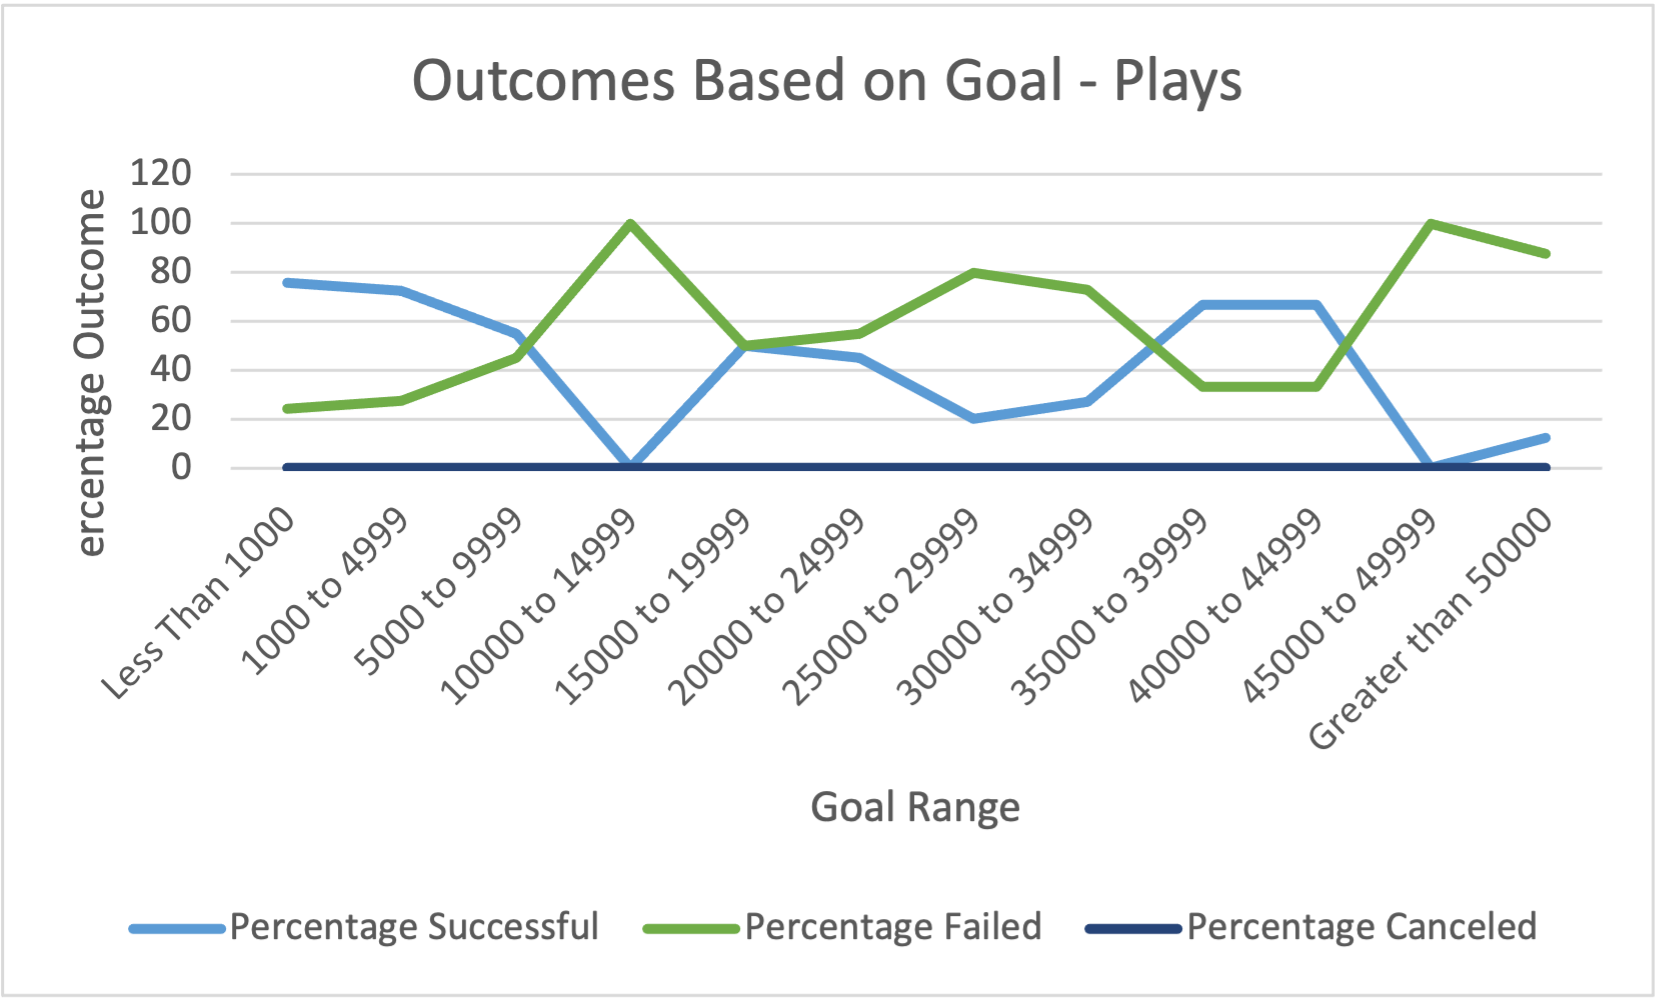 Outcomes Based on Goal - Plays
ercentage Outcome
120
100
80
60
40
20
0
Less Than 1000
1000 to 4999
5000 to 9999
10000 to 14999
15000 to 19999
20000 to 24999
25000 to 29999
30000 to 34999
35000 to 39999
40000 to 44999
45000 to 49999
Greater than 50000
Goal Range
Percentage Successful
Percentage Failed
Percentage Canceled